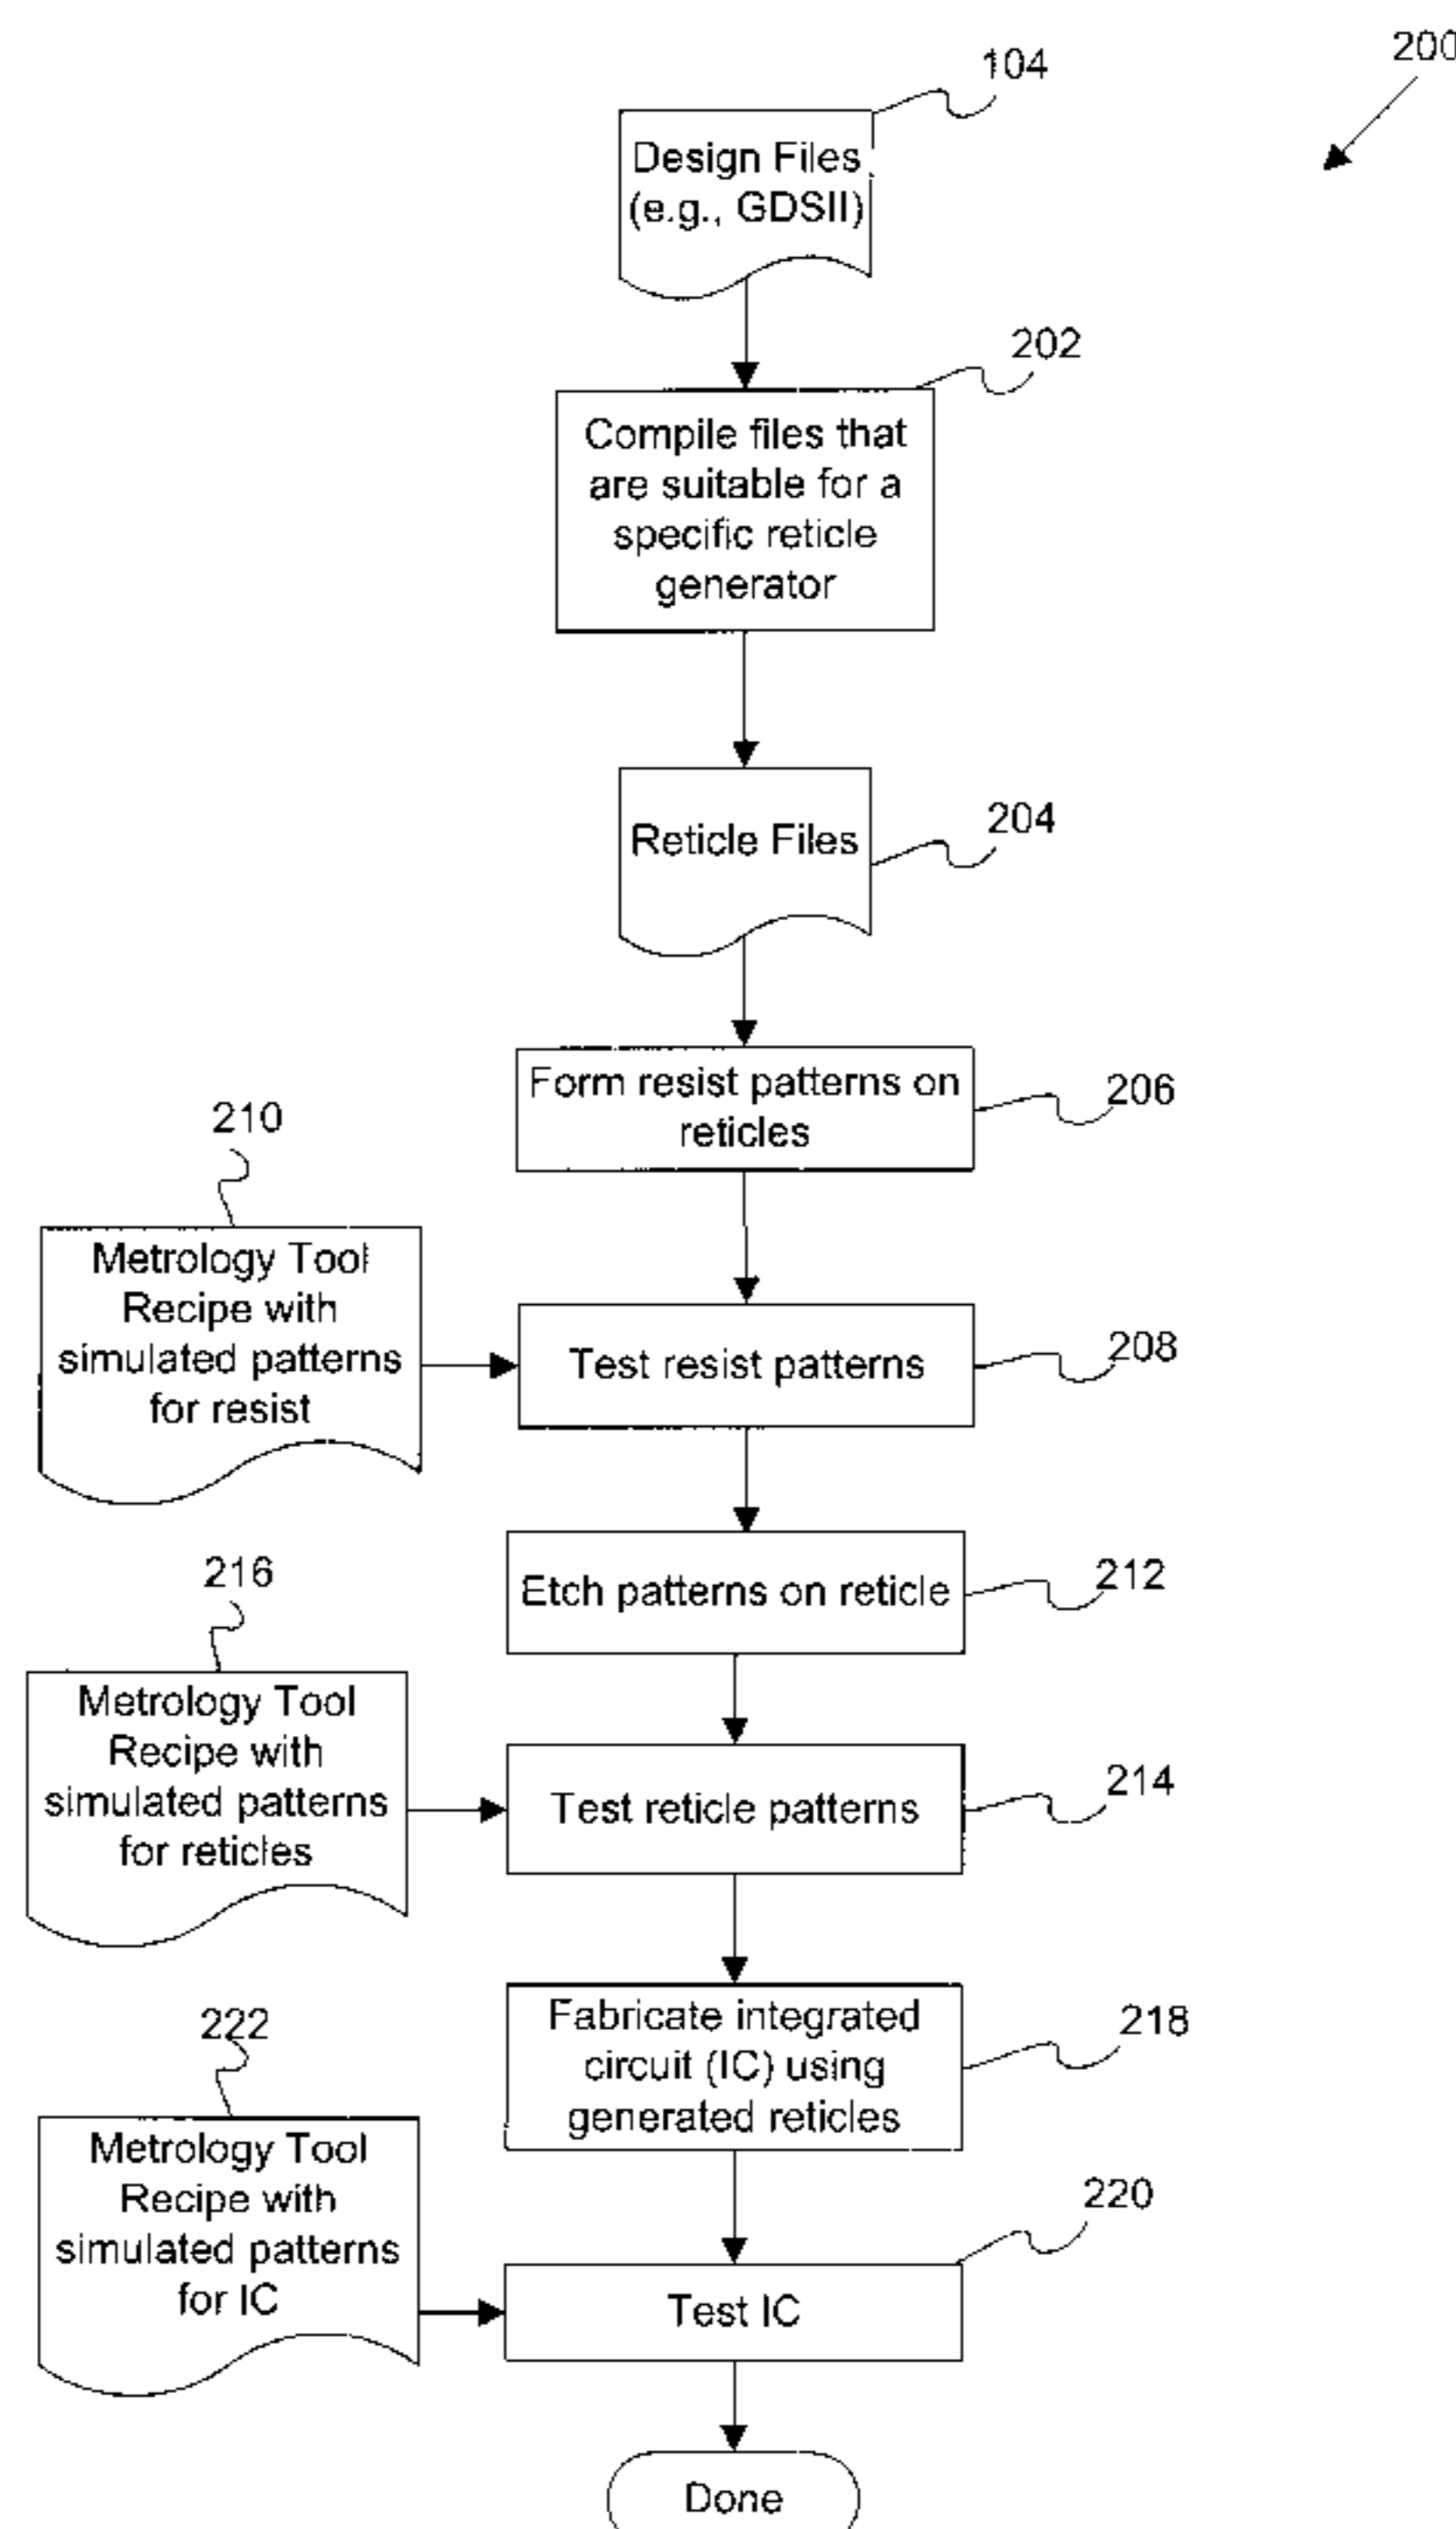 200
104
Design Files
(e.g., GDSII)
202
Compile files that
are suitable for a
specific reticle
generator
Reticle Files
204
Form resist patterns on
reticles
206
210
Metrology Tool
Recipe with
simulated patterns
for resist
Test resist patterns
208
Etch patterns on reticle
212
216
Metrology Tool
Recipe with
simulated patterns
for reticles
Test reticle patterns
214
Fabricate integrated
circuit (IC) using
generated reticles
218
222
Metrology Tool
Recipe with
simulated patterns
for IC
220
Test IC
Done